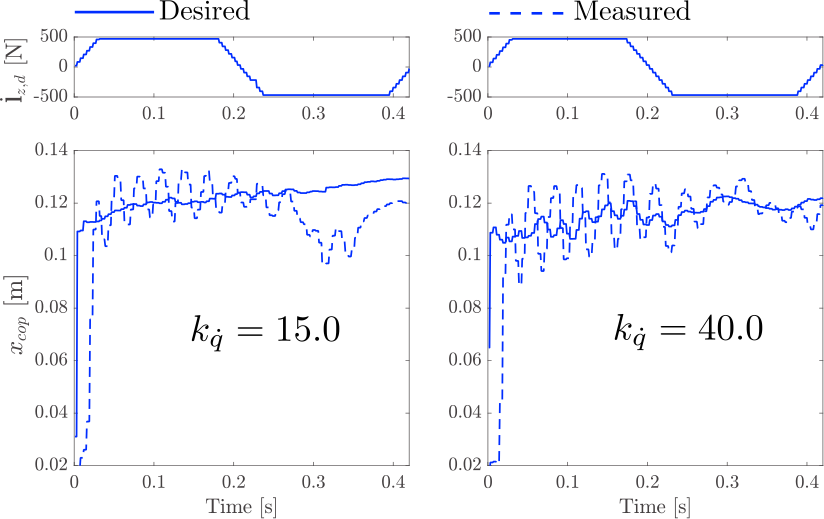 Desired Measured
i_{z,d} [N]
500 0 -500
0 0.1 0.2 0.3 0.4
500 0 -500
0 0.1 0.2 0.3 0.4
x_{cop} [m]
0.14
0.12
0.1
0.08
0.06
0.04
0.02
k_{q̇} = 15.0
0 0.1 0.2 0.3 0.4
Time [s]
0.14
0.12
0.1
0.08
0.06
0.04
0.02
k_{q̇} = 40.0
0 0.1 0.2 0.3 0.4
Time [s]